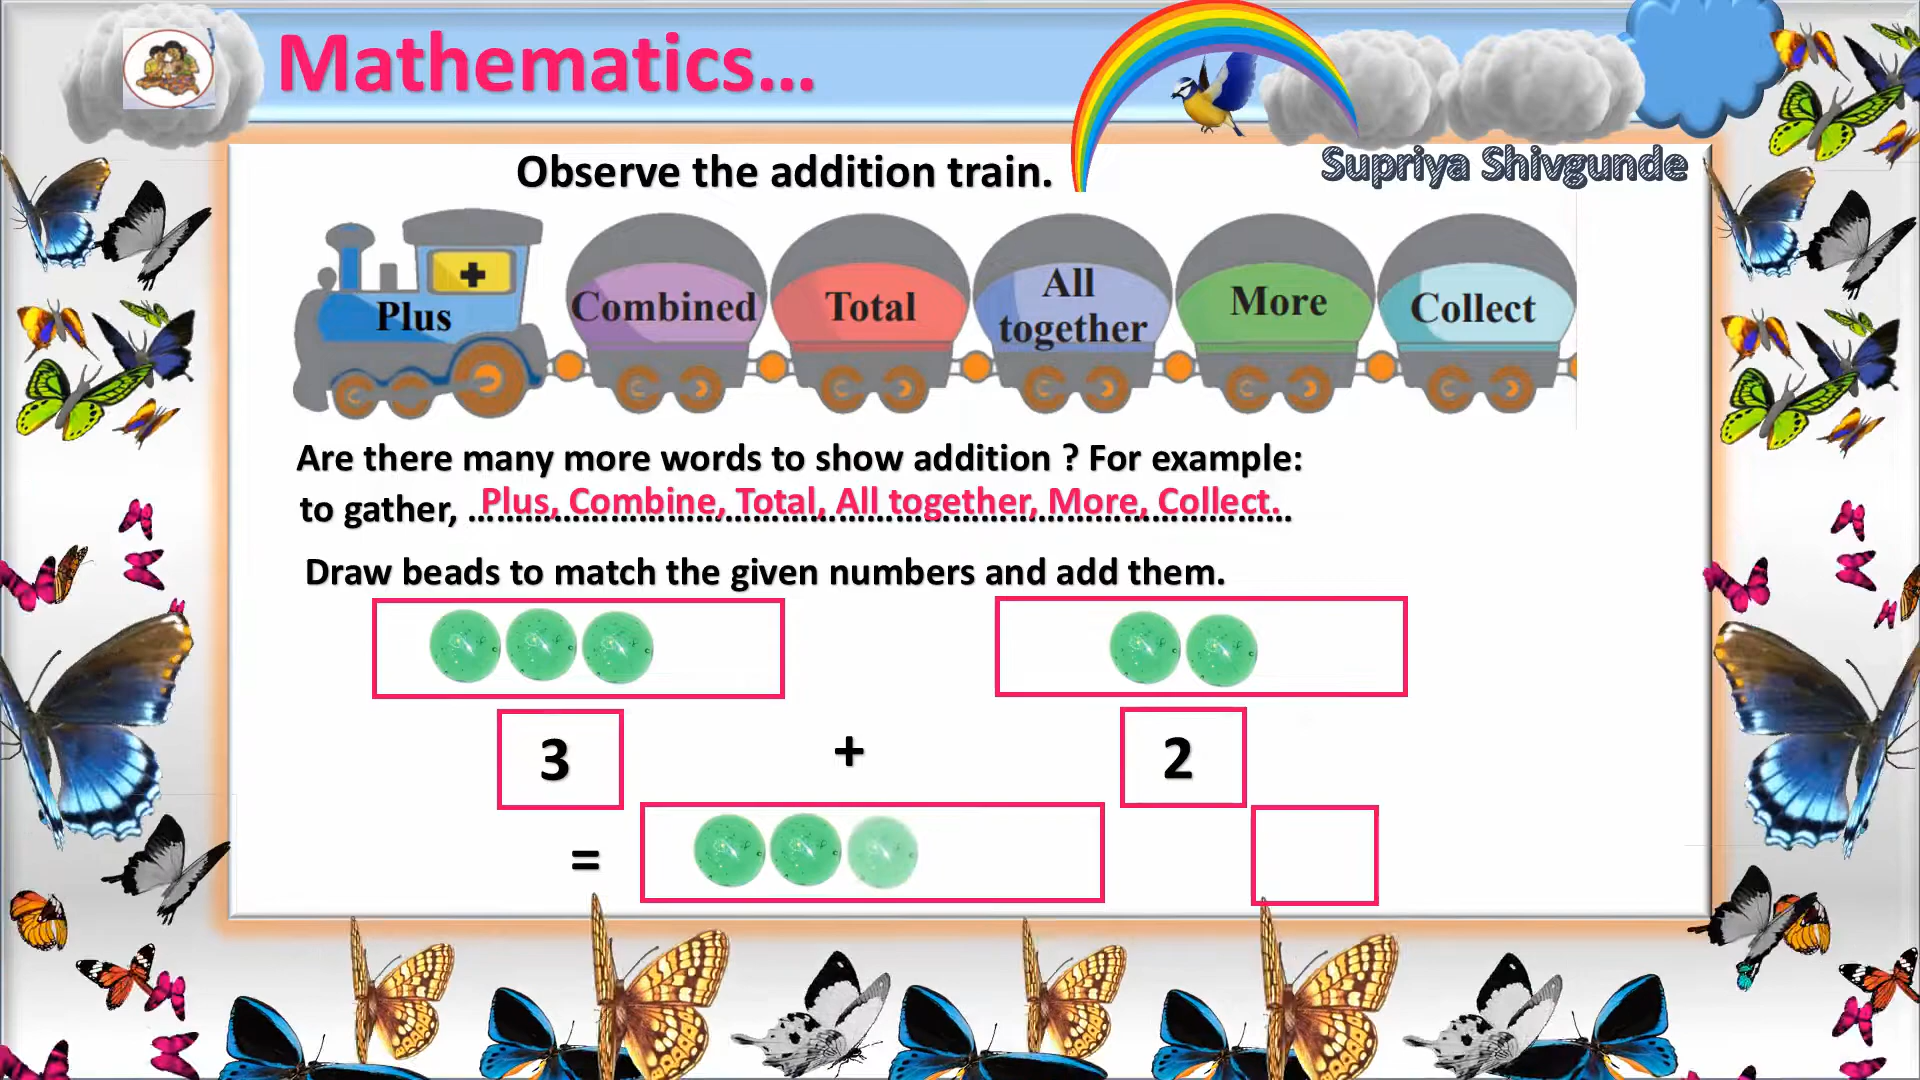 Mathematics...
Supriya Shivgunde
Observe the addition train.
+
Plus
Combined
Total
All
together
More
Collect
Are there many more words to show addition ? For example:
to gather, Plus, Combine, Total, All together, More, Collect.
Draw beads to match the given numbers and add them.
3 + 2
=